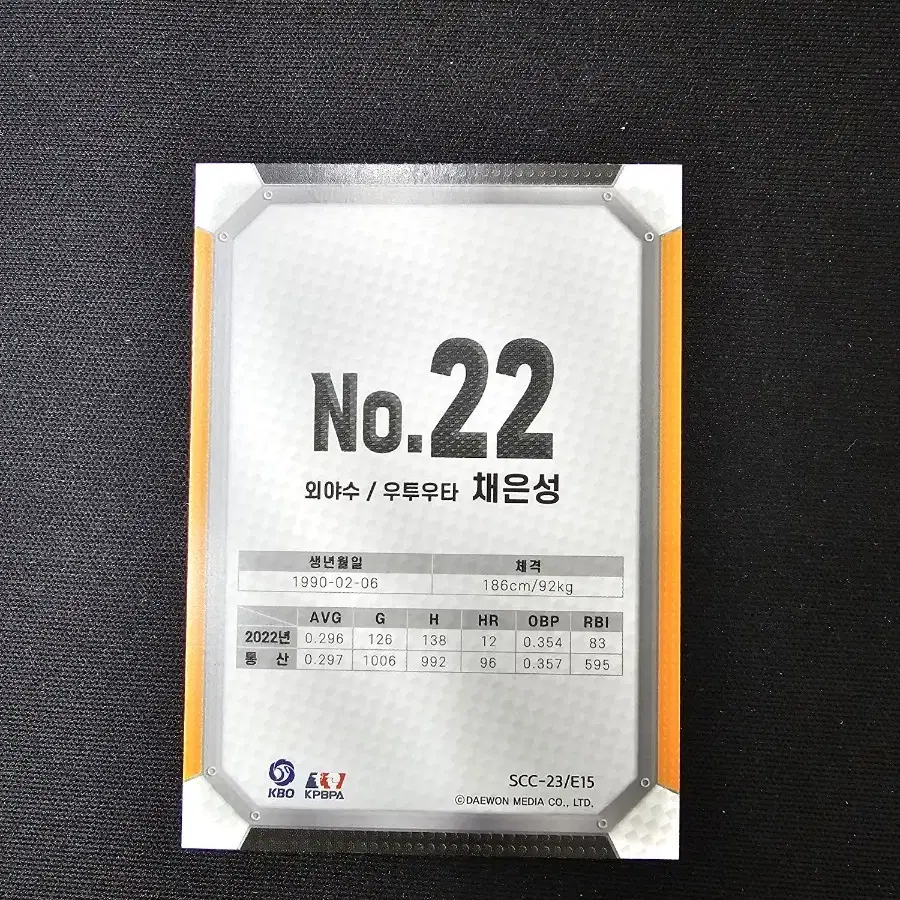 No.22
외야수 / 우투우타 채은성
생년월일 체격
1990-02-06 186cm/92kg
AVG G H HR OBP RBI
2022년 0.296 126 138 12 0.354 83
통 산 0.297 1006 992 96 0.357 595
KBO KPBPA
SCC-23/E15
©DAEWON MEDIA CO., LTD.